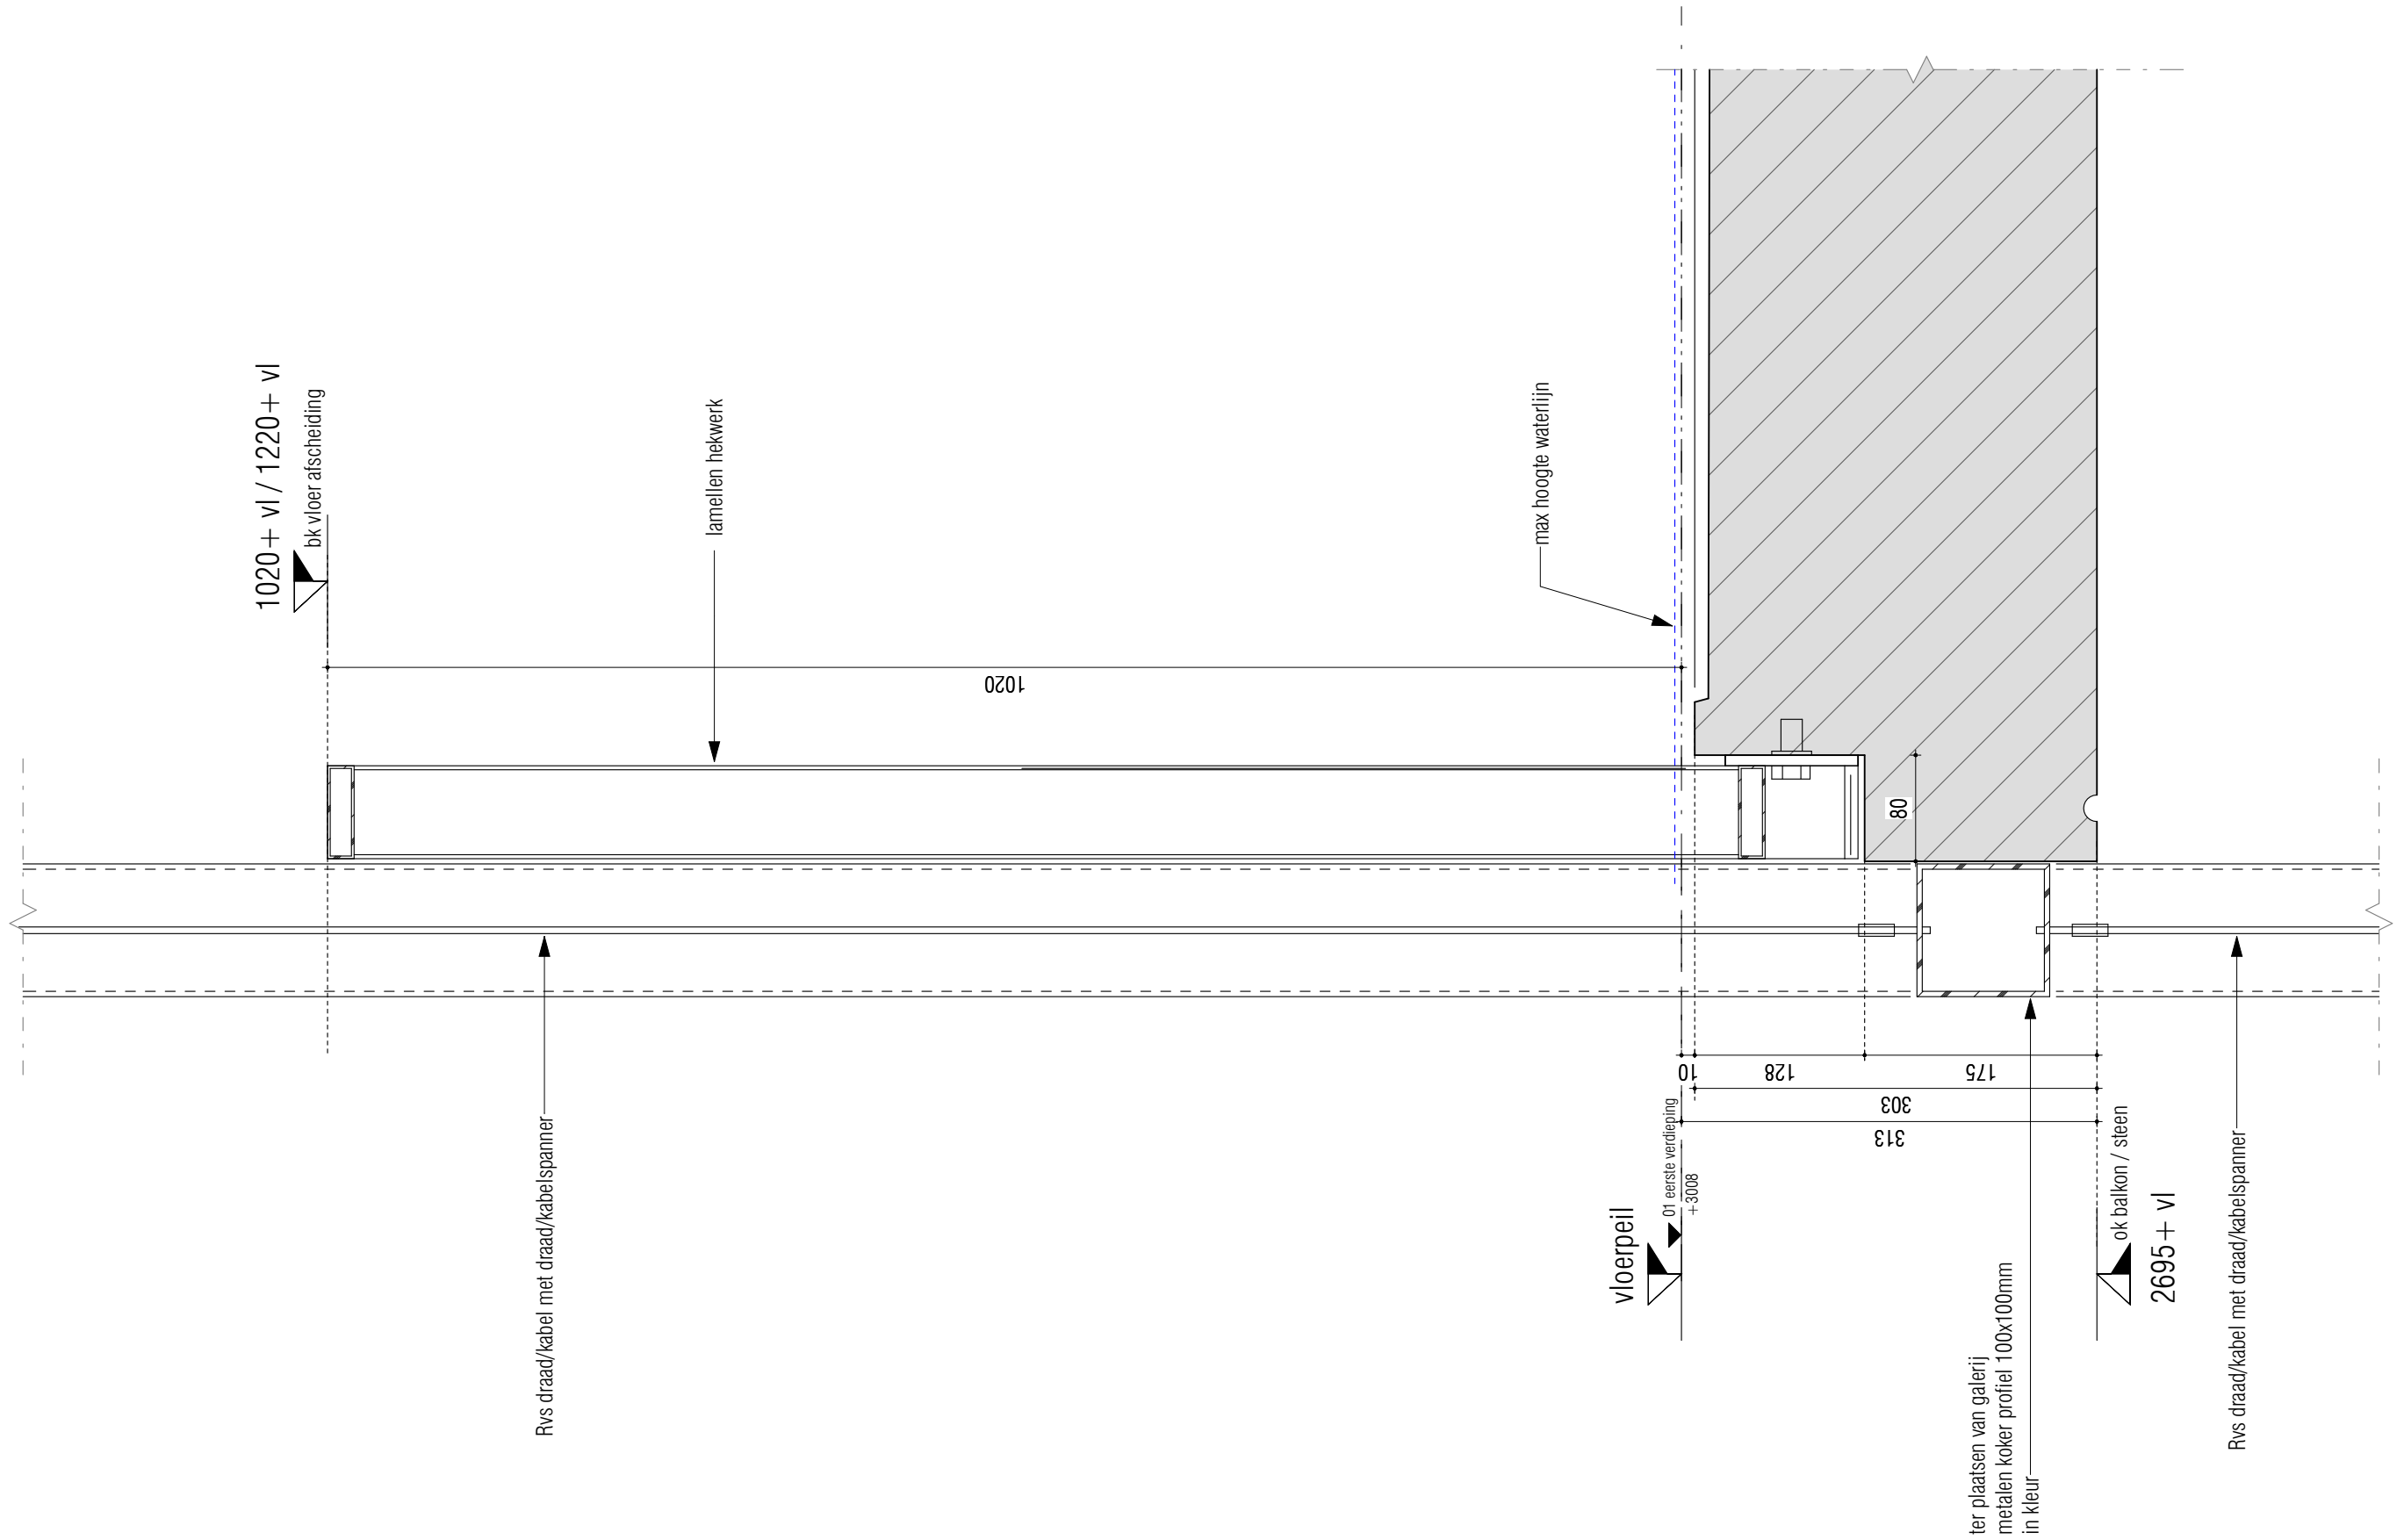 1020+ vl / 1220+ vl
bk vloer afscheiding
lamellen hekwerk
max hoogte waterlijn
1020
80
Rvs draad/kabel met draad/kabelspanner
10
128
175
303
313
vloerpeil
01 eerste verdieping
+3008
ok balkon / steen
2695+ vl
ter plaatsen van galerij
metalen koker profiel 100x100mm
in kleur
Rvs draad/kabel met draad/kabelspanner